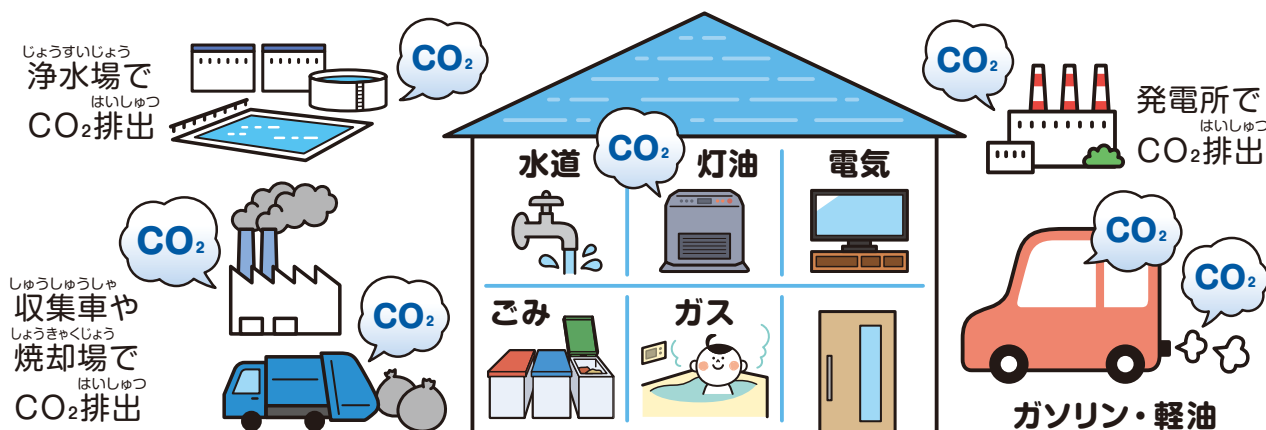 じょうすいじょう
浄水場で
はいしゅつ
CO₂排出
CO₂
CO₂
しゅうしゅうしゃ
収集車や
しょうきゃくじょう
焼却場で
はいしゅつ
CO₂排出
CO₂
水道
CO₂
灯油
電気
ごみ
ガス
CO₂
発電所で
はいしゅつ
CO₂排出
CO₂
CO₂
ガソリン・軽油